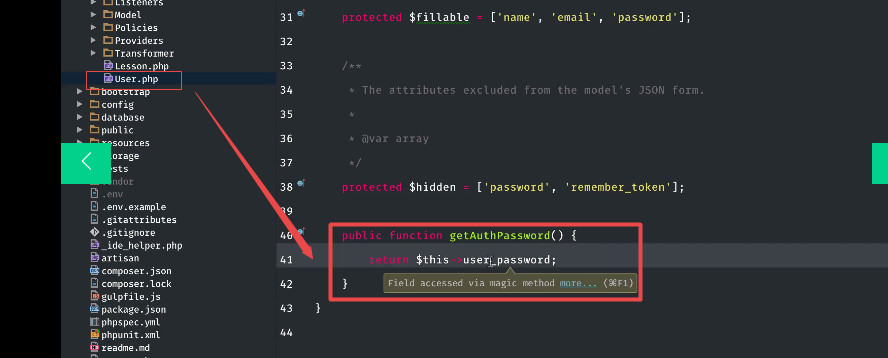 Listeners
Model
Policies
Providers
Transformer
Lesson.php
User.php
bootstrap
config
database
public
resources
storage
tests
vendor
.env
.env.example
.gitattributes
.gitignore
_ide_helper.php
artisan
composer.json
composer.lock
gulpfile.js
package.json
phpspec.yml
phpunit.xml
readme.md
31 protected $fillable = ['name', 'email', 'password'];
32
33 /**
34 * The attributes excluded from the model's JSON form.
35 *
36 * @var array
37 */
38 protected $hidden = ['password', 'remember_token'];
39
40 public function getAuthPassword() {
41 return $this->user_password;
Field accessed via magic method more... (⌘F1)
42 }
43 }
44